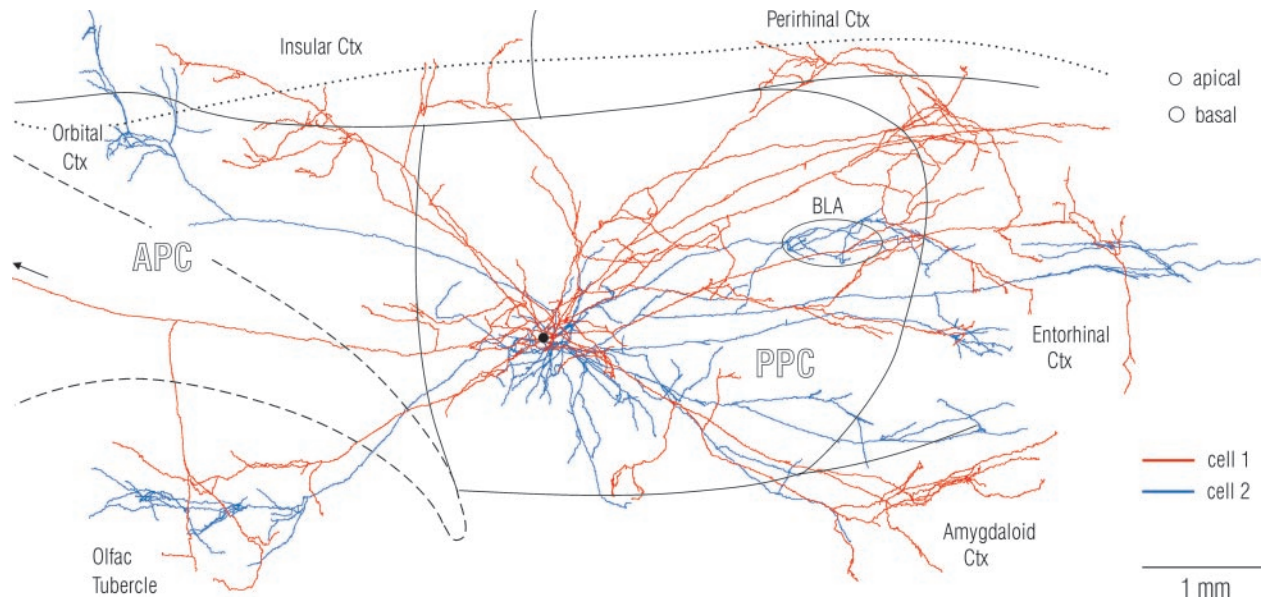 Perirhinal Ctx
Insular Ctx
apical
basal
Orbital
Ctx
BLA
APC
Entorhinal
Ctx
PPC
cell 1
cell 2
Amygdaloid
Ctx
Olfac
Tubercle
1 mm